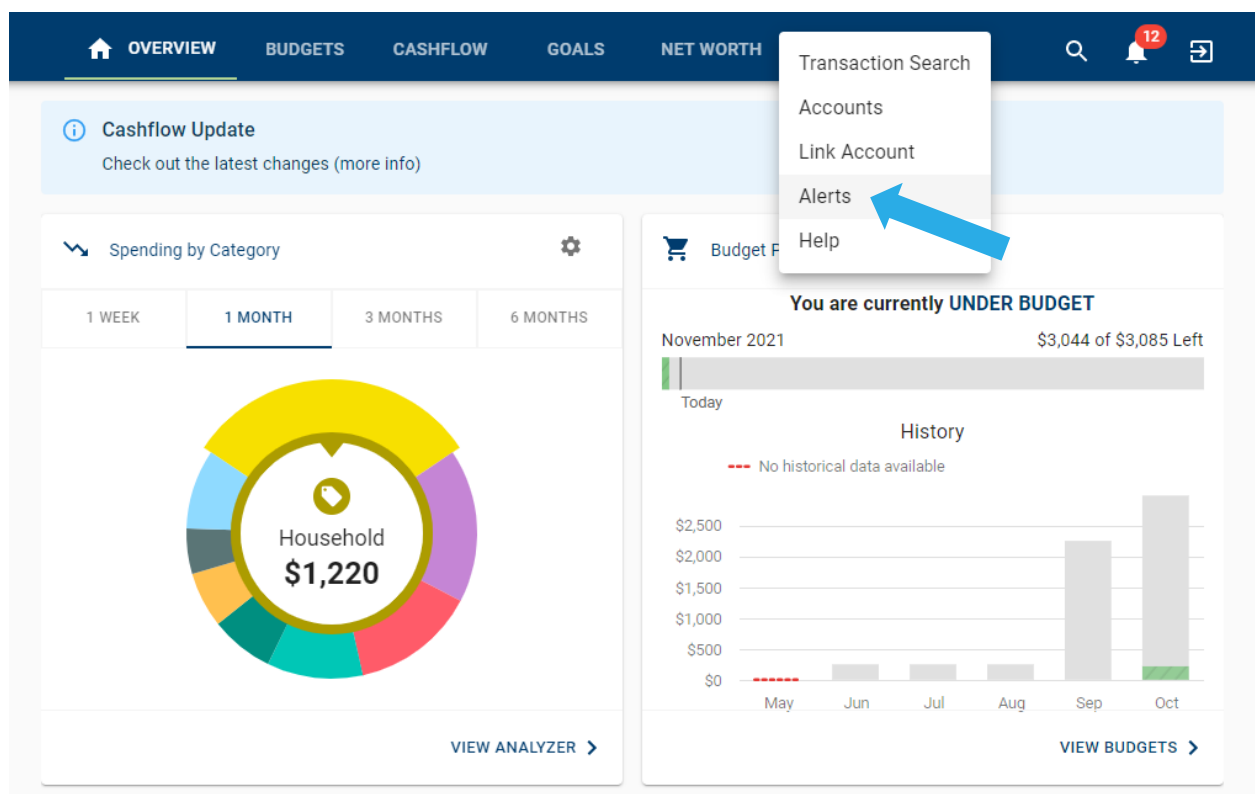 OVERVIEW BUDGETS CASHFLOW GOALS NET WORTH 12
Transaction Search
Accounts
Link Account
Alerts
Help
Cashflow Update
Check out the latest changes (more info)
Spending by Category
1 WEEK 1 MONTH 3 MONTHS 6 MONTHS
Household
$1,220
VIEW ANALYZER
Budget
You are currently UNDER BUDGET
November 2021 $3,044 of $3,085 Left
Today
History
No historical data available
$2,500
$2,000
$1,500
$1,000
$500
$0
May Jun Jul Aug Sep Oct
VIEW BUDGETS